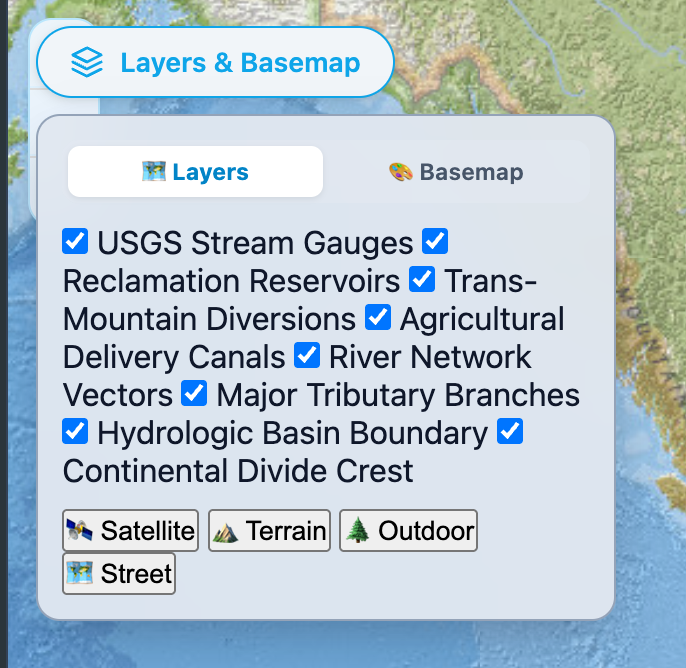 Layers & Basemap
Layers
Basemap
USGS Stream Gauges
Reclamation Reservoirs Trans-
Mountain Diversions Agricultural
Delivery Canals River Network
Vectors Major Tributary Branches
Hydrologic Basin Boundary
Continental Divide Crest
Satellite Terrain Outdoor
Street